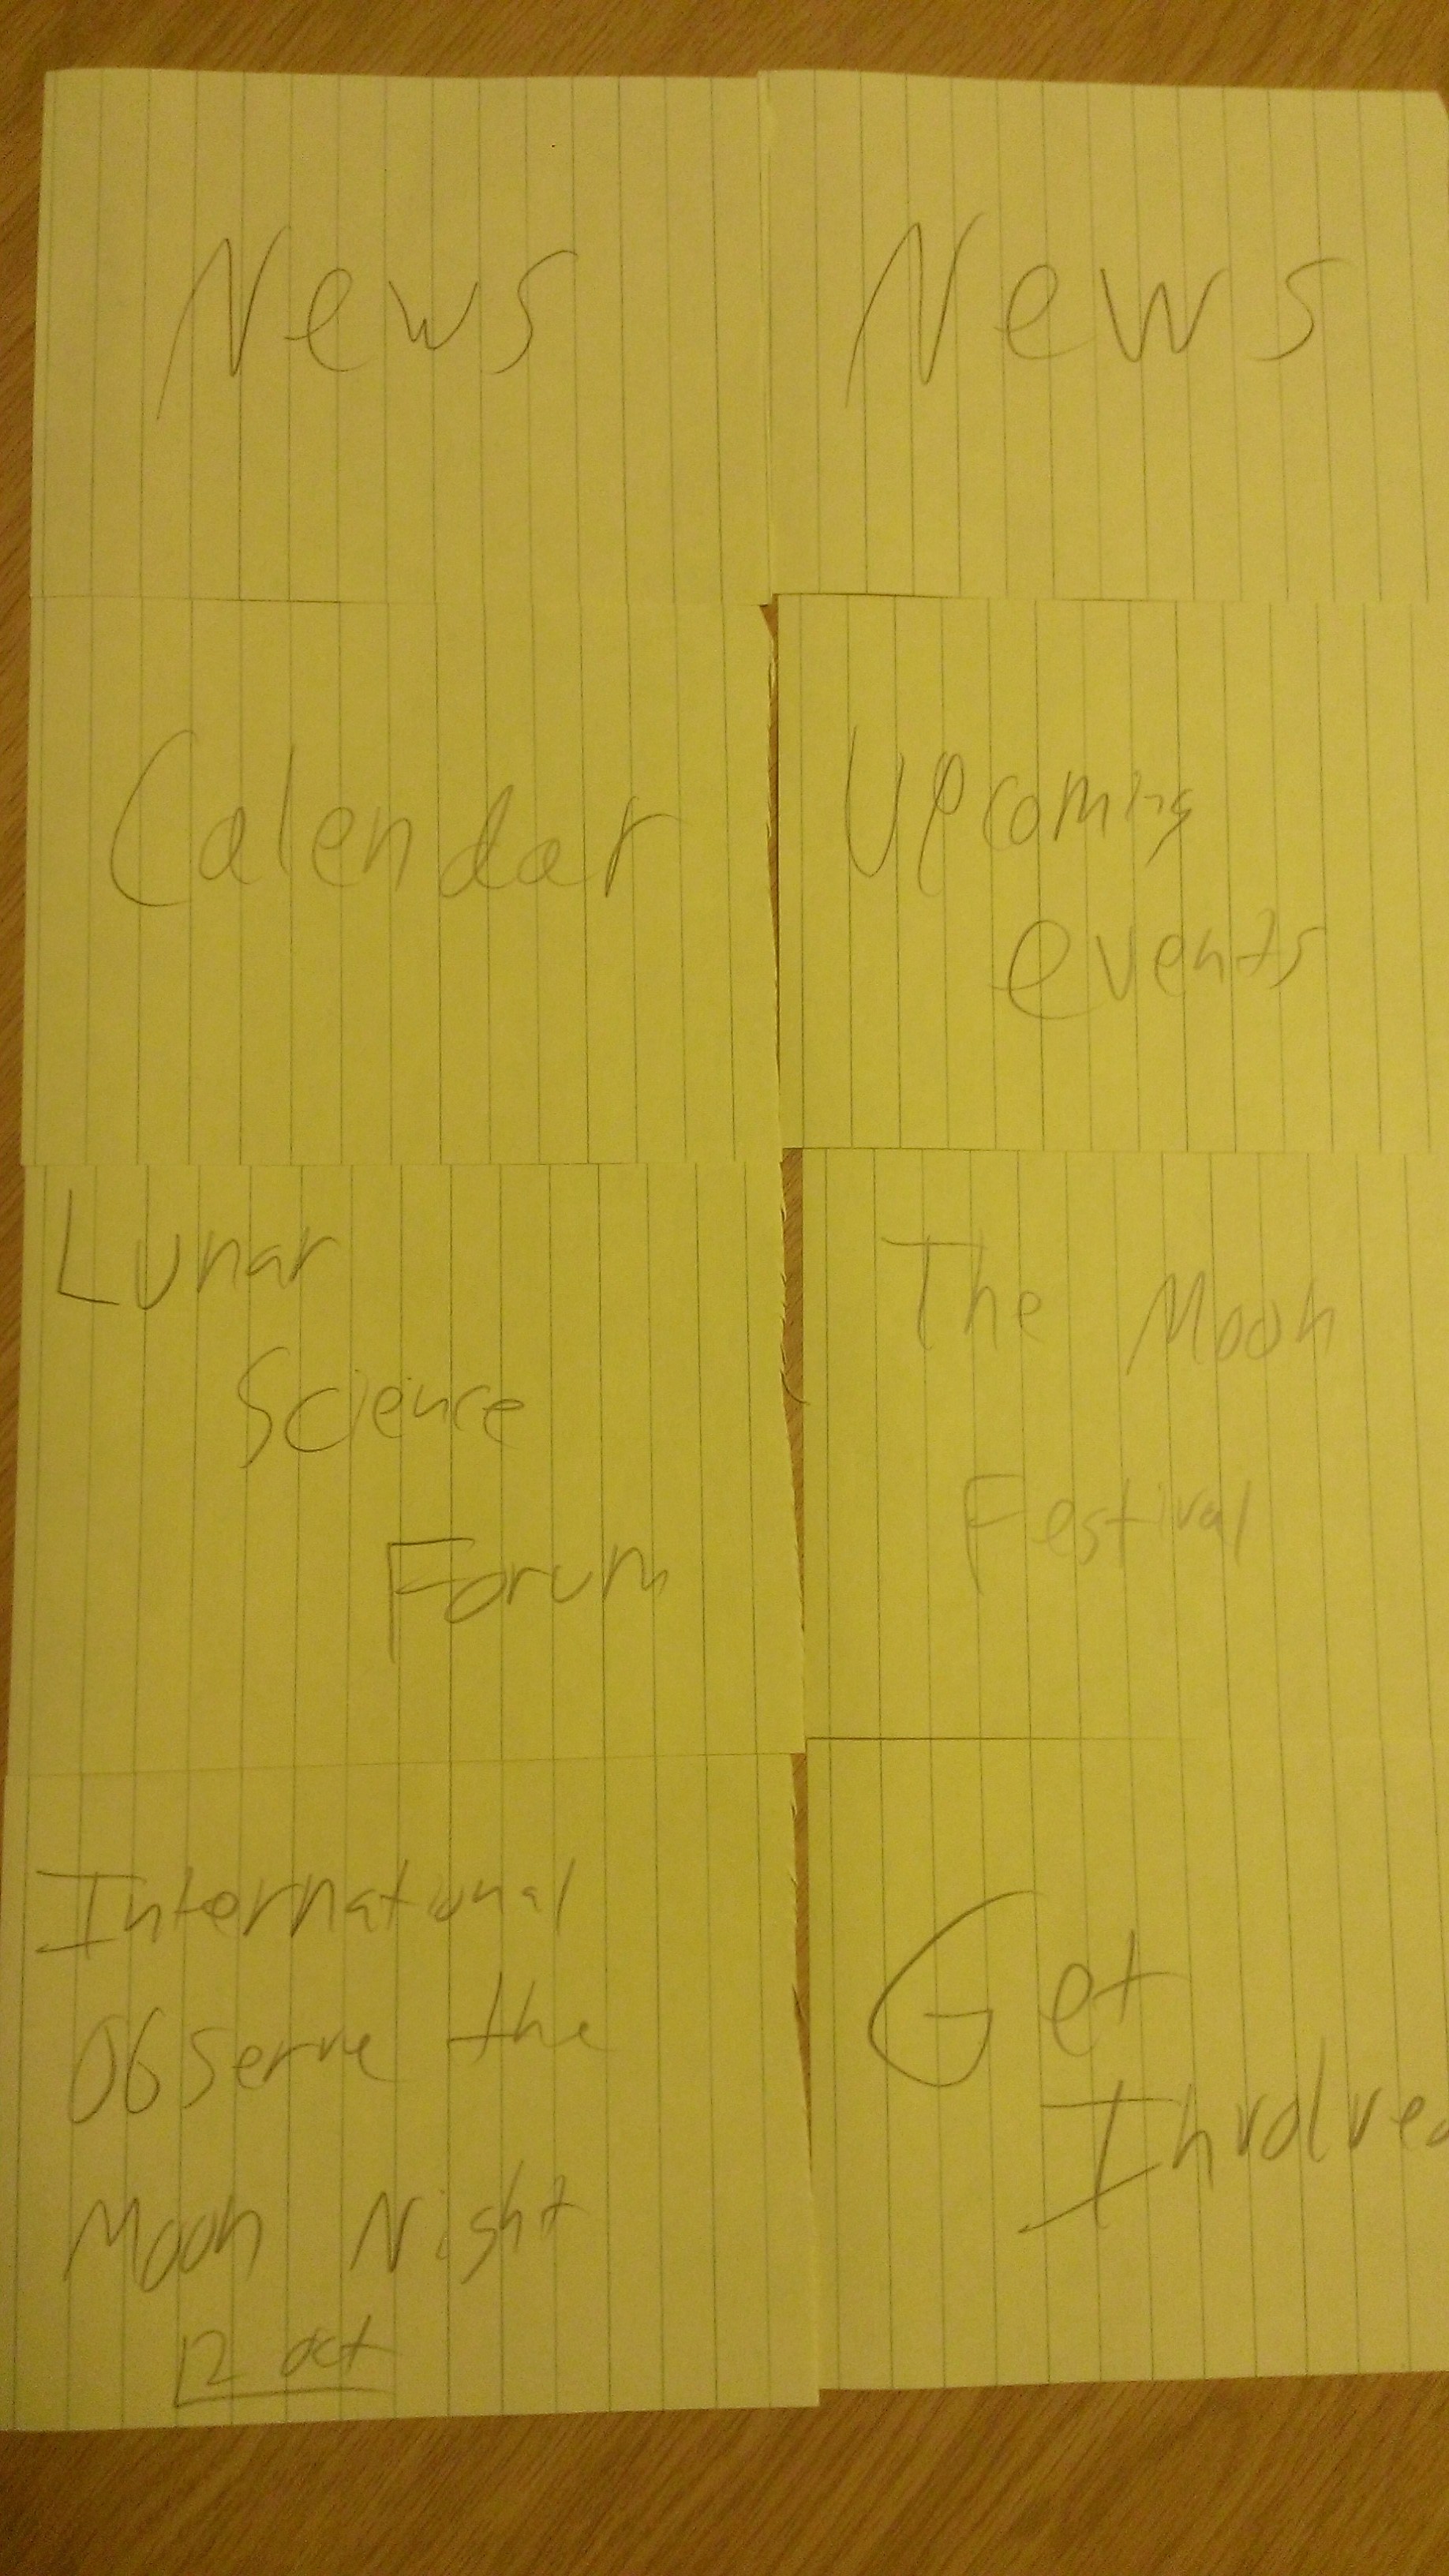 News
News
Calendar
Upcoming
events
Lunar
Science
Forum
The Moon
Festival
International
Observe the
Moon Night
12 oct
Get
Involved